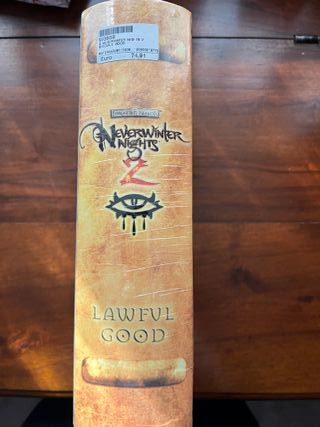 FORGOTTEN REALMS
NEVERWINTER
NIGHTS
2
LAWFUL
GOOD
Euro 74,91